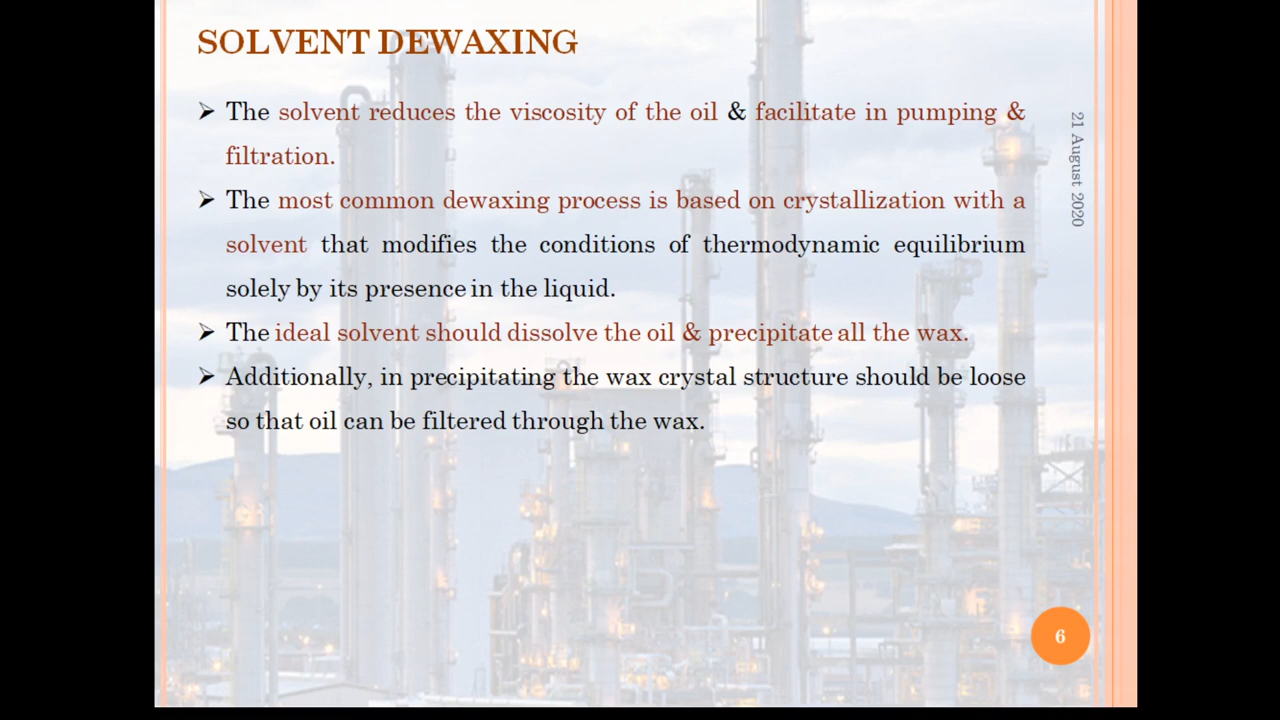 SOLVENT DEWAXING
➢ The solvent reduces the viscosity of the oil & facilitate in pumping &
filtration.
➢ The most common dewaxing process is based on crystallization with a
solvent that modifies the conditions of thermodynamic equilibrium
solely by its presence in the liquid.
➢ The ideal solvent should dissolve the oil & precipitate all the wax.
➢ Additionally, in precipitating the wax crystal structure should be loose
so that oil can be filtered through the wax.
21 August 2020
6